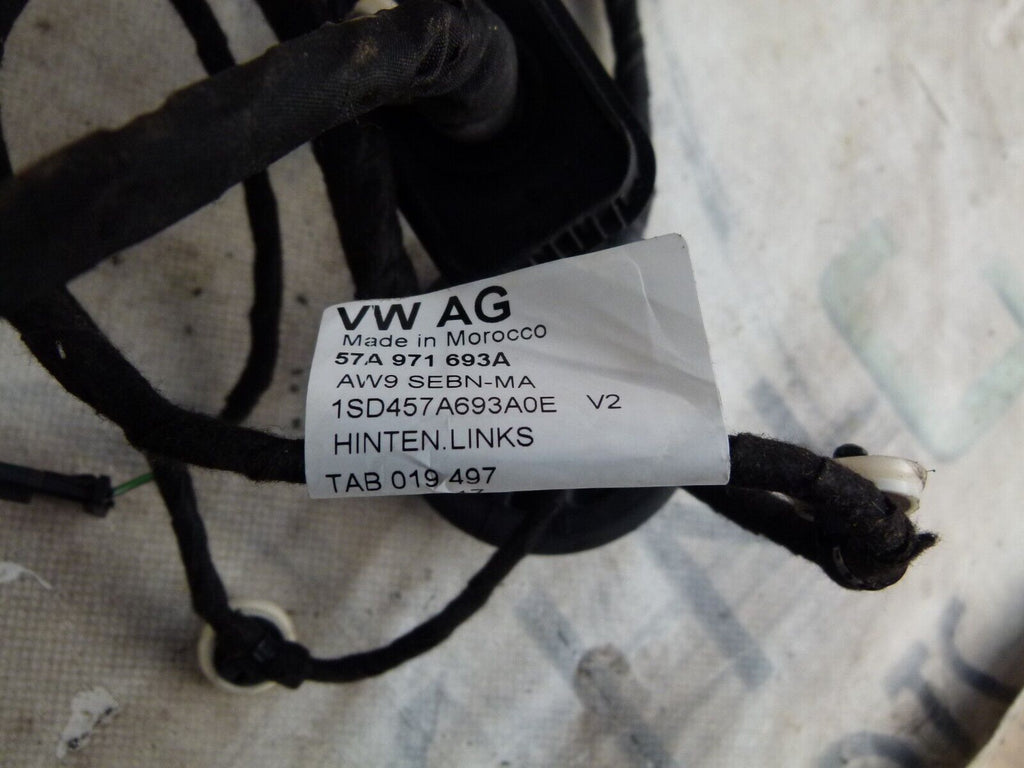 VW AG
Made in Morocco
57A 971 693A
AW9 SEBN-MA
1SD457A693A0E V2
HINTEN.LINKS
TAB 019 497